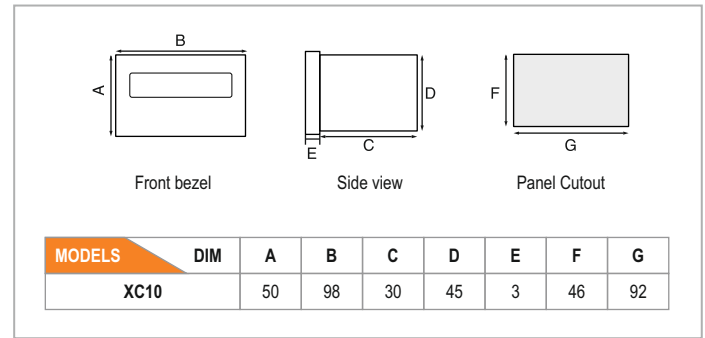 B
A
D
F
C
E
G
Front bezel
Side view
Panel Cutout
MODELS DIM A B C D E F G
XC10 50 98 30 45 3 46 92